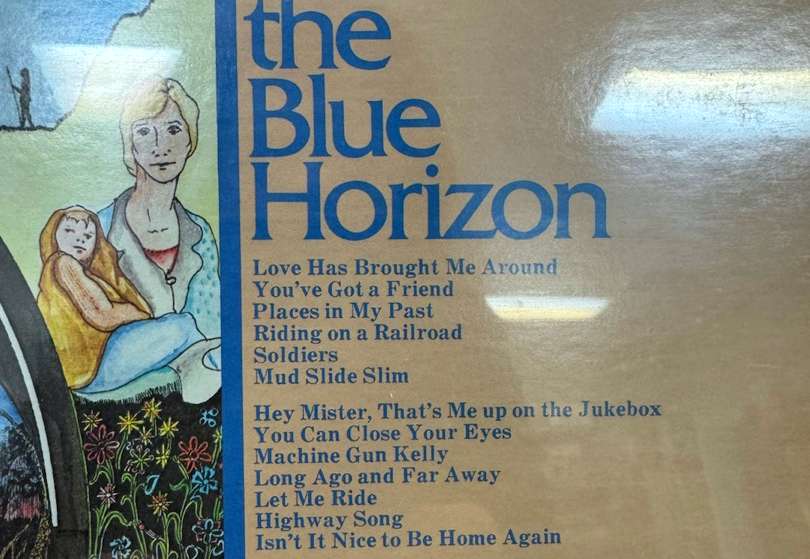 the
Blue
Horizon
Love Has Brought Me Around
You've Got a Friend
Places in My Past
Riding on a Railroad
Soldiers
Mud Slide Slim
Hey Mister, That's Me up on the Jukebox
You Can Close Your Eyes
Machine Gun Kelly
Long Ago and Far Away
Let Me Ride
Highway Song
Isn't It Nice to Be Home Again